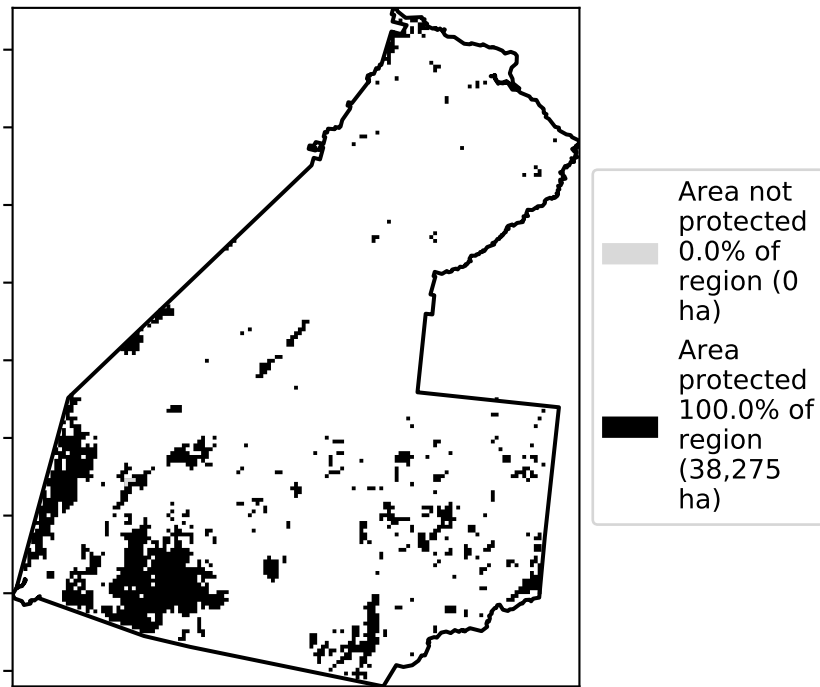 Area not
protected
0.0% of
region (0
ha)
Area
protected
100.0% of
region
(38,275
ha)